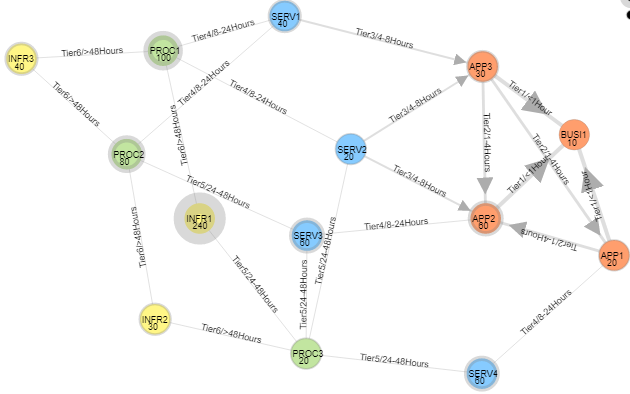 SERV1
40
Tier4/8-24Hours
Tier3/4-8Hours
INFR3
40
Tier6/>48Hours
PROC1
100
APP3
30
Tier4/8-24Hours
Tier4/8-24Hours
Tier1/<1Hour
Tier6/>48Hours
Tier3/4-8Hours
BUSI1
10
Tier6/>48Hours
Tier2/1-4Hours
Tier2/1-4Hours
PROC2
80
SERV2
20
Tier3/4-8Hours
Tier1/<1Hour
Tier1/<1Hour
Tier5/24-48Hours
INFR1
240
APP2
60
Tier4/8-24Hours
SERV3
60
Tier2/1-4Hours
Tier6/>48Hours
APP1
20
Tier5/24-48Hours
Tier5/24-48Hours
Tier5/24-48Hours
INFR2
30
Tier4/8-24Hours
Tier6/>48Hours
PROC3
20
Tier5/24-48Hours
SERV4
60